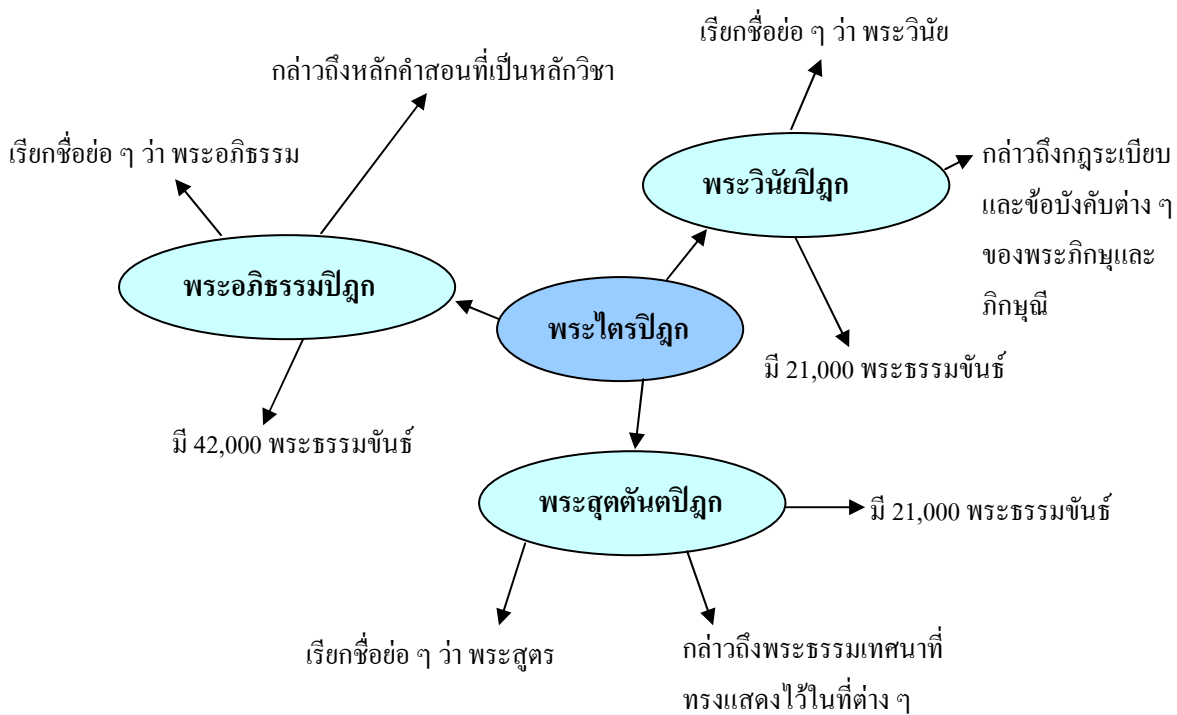 เรียกชื่อย่อ ๆ ว่า พระวินัย
กล่าวถึงหลักคำสอนที่เป็นหลักวิชา
เรียกชื่อย่อ ๆ ว่า พระอภิธรรม
พระวินัยปิฎก
กล่าวถึงกฎระเบียบ
และข้อบังคับต่าง ๆ
ของพระภิกษุและ
ภิกษุณี
พระอภิธรรมปิฎก
พระไตรปิฎก
มี 21,000 พระธรรมขันธ์
มี 42,000 พระธรรมขันธ์
พระสุตตันตปิฎก
มี 21,000 พระธรรมขันธ์
เรียกชื่อย่อ ๆ ว่า พระสูตร
กล่าวถึงพระธรรมเทศนาที่
ทรงแสดงไว้ในที่ต่าง ๆ